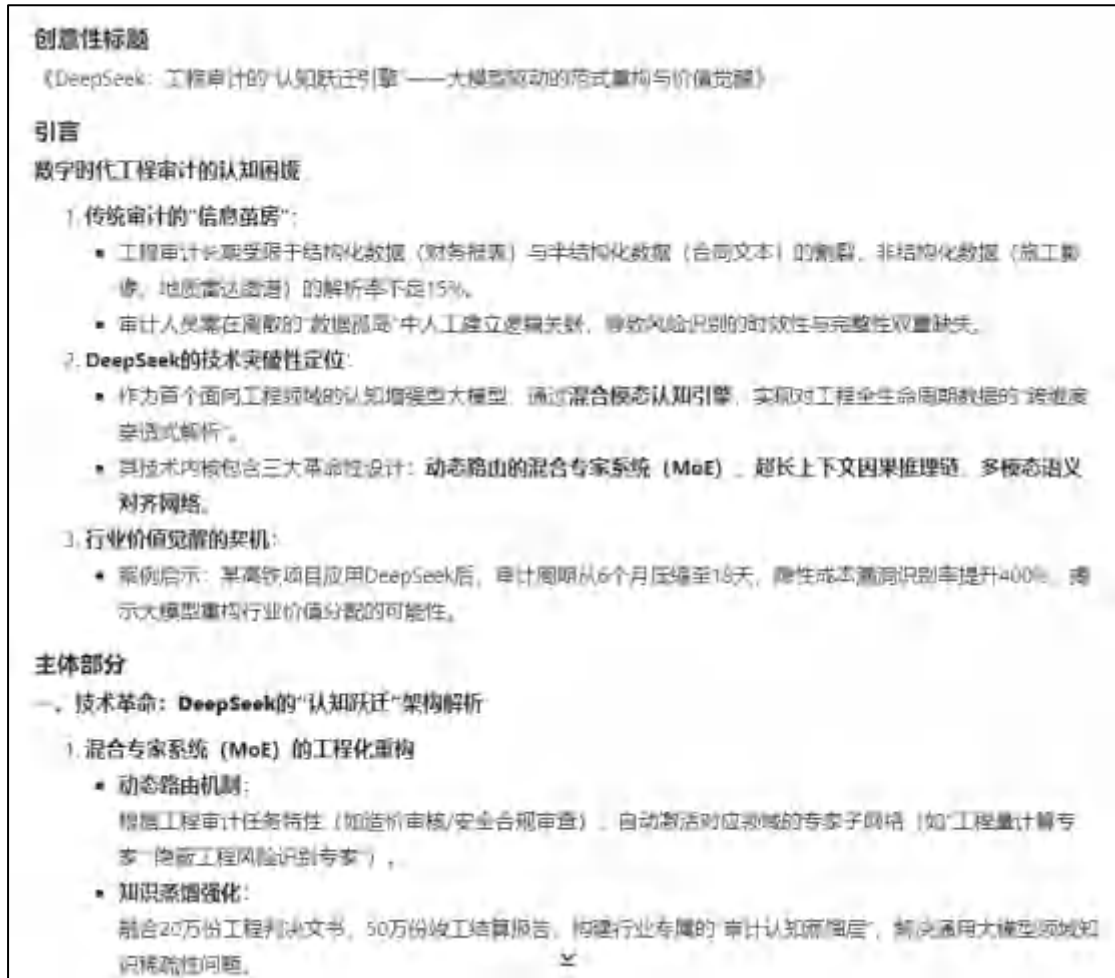 创意性标题
《DeepSeek：工程审计的“认知跃迁引擎”——大模型驱动的范式重构与价值觉醒》
引言
数字时代工程审计的认知困境
1. 传统审计的“信息茧房”：
▪ 工程审计长期受限于结构化数据（财务报表）与半结构化数据（合同文本）的割裂，非结构化数据（施工影
像、地质雷达图谱）的解析率不足15%。
▪ 审计人员需在离散的“数据孤岛”中人工建立逻辑关联，导致风险识别的时效性与完整性双重缺失。
2. DeepSeek的技术突破性定位：
▪ 作为首个面向工程领域的认知增强型大模型，通过混合模态认知引擎，实现对工程全生命周期数据的“跨维度
穿透式解析”。
▪ 其技术内核包含三大革命性设计：动态路由的混合专家系统（MoE）、超长上下文因果推理链、多模态语义
对齐网络。
3. 行业价值觉醒的契机：
▪ 案例启示：某高铁项目应用DeepSeek后，审计周期从6个月压缩至18天，隐性成本漏洞识别率提升400%，揭
示大模型重构行业价值分配的可能性。
主体部分
一、技术革命：DeepSeek的“认知跃迁”架构解析
1. 混合专家系统（MoE）的工程化重构
▪ 动态路由机制：
根据工程审计任务特性（如造价审核/安全合规审查），自动激活对应领域的专家子网络（如“工程量计算专
家”“隐蔽工程风险识别专家”）。
▪ 知识蒸馏强化：
融合20万份工程判决文书、50万份竣工结算报告，构建行业专属的“审计认知增强层”，解决通用大模型领域知
识稀疏性问题。